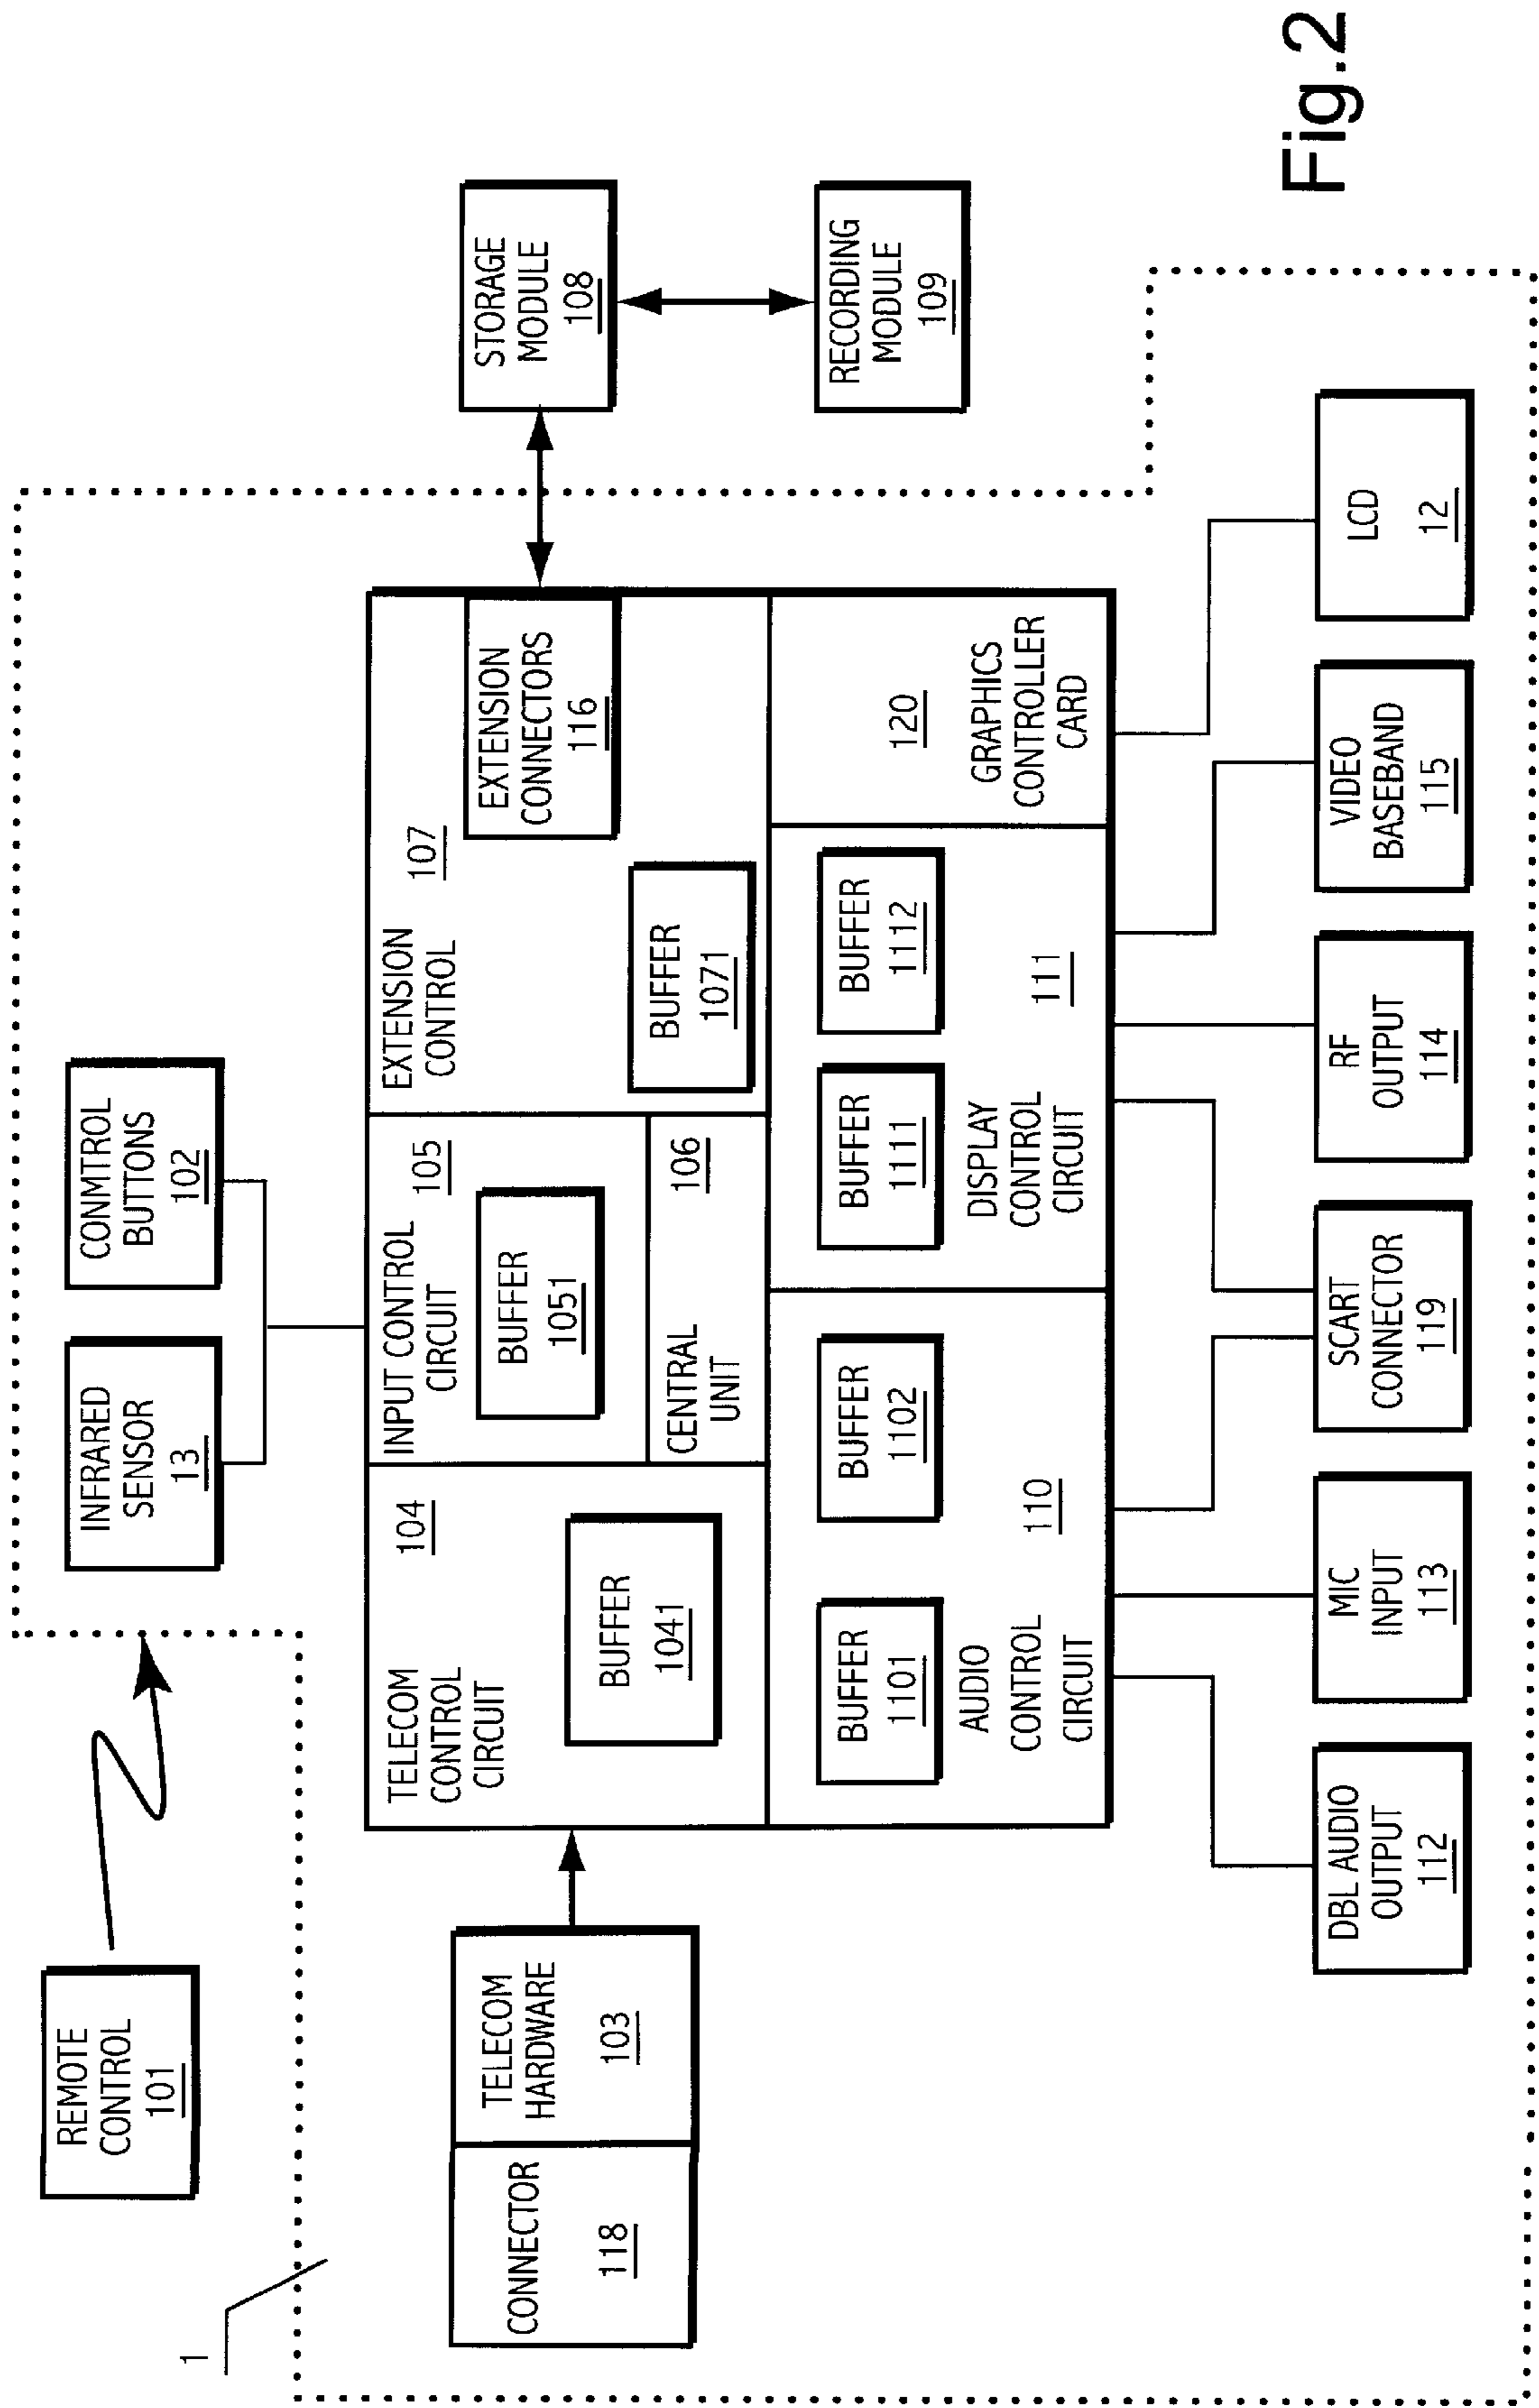 1
REMOTE
CONTROL
101
INFRARED
SENSOR
13
CONMTROL
BUTTONS
102
CONNECTOR
118
TELECOM
HARDWARE
103
TELECOM
CONTROL
CIRCUIT
104
BUFFER
1041
INPUT CONTROL
CIRCUIT
105
BUFFER
1051
CENTRAL
UNIT
106
EXTENSION
CONTROL
107
BUFFER
1071
EXTENSION
CONNECTORS
116
STORAGE
MODULE
108
RECORDING
MODULE
109
BUFFER
1101
BUFFER
1102
AUDIO
CONTROL
CIRCUIT
110
BUFFER
1111
BUFFER
1112
DISPLAY
CONTROL
CIRCUIT
111
120
GRAPHICS
CONTROLLER
CARD
DBL AUDIO
OUTPUT
112
MIC
INPUT
113
SCART
CONNECTOR
119
RF
OUTPUT
114
VIDEO
BASEBAND
115
LCD
12
Fig.2